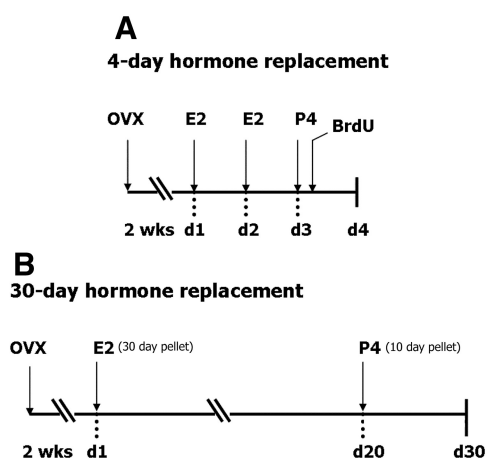 A
4-day hormone replacement
OVX E2 E2 P4 BrdU
2 wks d1 d2 d3 d4
B
30-day hormone replacement
OVX E2 (30 day pellet) P4 (10 day pellet)
2 wks d1 d20 d30